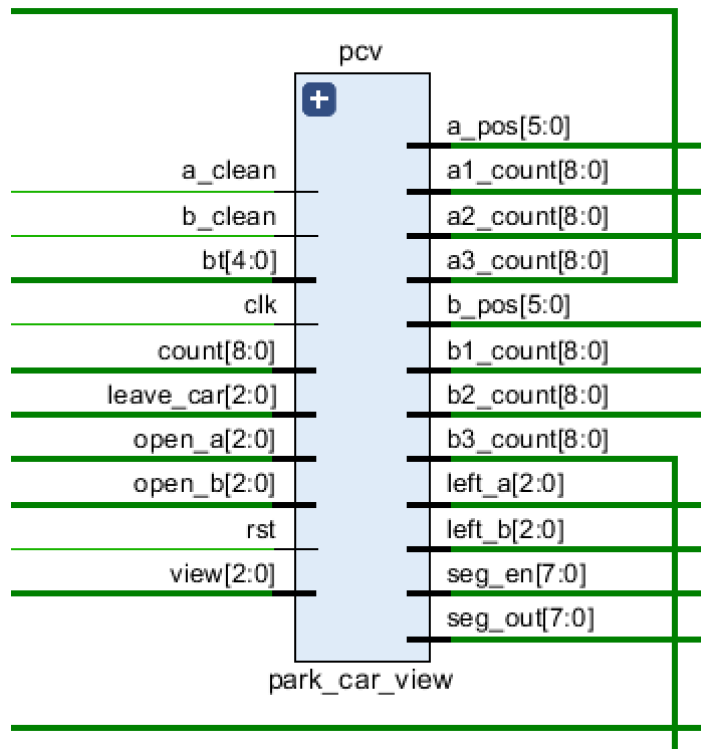 pcv
a_clean
b_clean
bt[4:0]
clk
count[8:0]
leave_car[2:0]
open_a[2:0]
open_b[2:0]
rst
view[2:0]
a_pos[5:0]
a1_count[8:0]
a2_count[8:0]
a3_count[8:0]
b_pos[5:0]
b1_count[8:0]
b2_count[8:0]
b3_count[8:0]
left_a[2:0]
left_b[2:0]
seg_en[7:0]
seg_out[7:0]
park_car_view